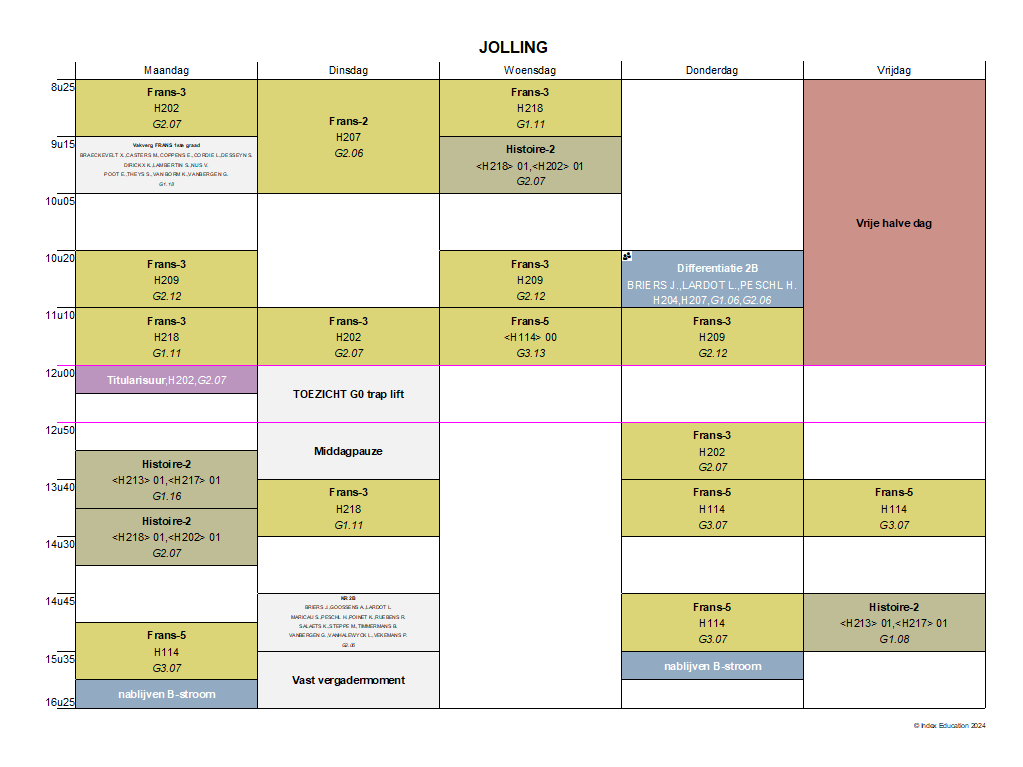 JOLLING
Maandag Dinsdag Woensdag Donderdag Vrijdag
8u25
9u15
10u05
10u20
11u10
12u00
12u50
13u40
14u30
14u45
15u35
16u25
Frans-3
H202
G2.07
Vakverg FRANS 1ste graad
BRAECKEVELT X.,CASTERS M.,COPPENS E.,CORDIE I.,DESSEYN S.
DIRICKX K.,LAMBERTIN S.,NIJS V.
POOT E.,THEYS S.,VAN BORM K.,VANBERGEN G.
G1.13
Frans-3
H209
G2.12
Frans-3
H218
G1.11
Titularisuur,H202,G2.07
Histoire-2
<H213> 01,<H217> 01
G1.16
Histoire-2
<H218> 01,<H202> 01
G2.07
Frans-5
H114
G3.07
nablijven B-stroom
Frans-2
H207
G2.06
Frans-3
H202
G2.07
TOEZICHT G0 trap lift
Middagpauze
Frans-3
H218
G1.11
KR 2B
BRIERS J.,GOOSSENS A.,LARDOT L.
MARICAU S.,PESCHL H.,POINET K.,RUEBENS R.
SALAETS K.,STEPPE M.,TIMMERMANS B.
VANBERGEN G.,VANHALEWYCK L.,VEKEMANS P.
G2.06
Vast vergadermoment
Frans-3
H218
G1.11
Histoire-2
<H218> 01,<H202> 01
G2.07
Frans-3
H209
G2.12
Frans-5
<H114> 00
G3.13
Differentiatie 2B
BRIERS J.,LARDOT L.,PESCHL H.
H204,H207,G1.06,G2.06
Frans-3
H209
G2.12
Frans-3
H202
G2.07
Frans-5
H114
G3.07
Frans-5
H114
G3.07
nablijven B-stroom
Vrije halve dag
Frans-5
H114
G3.07
Histoire-2
<H213> 01,<H217> 01
G1.08
© Index Education 2024